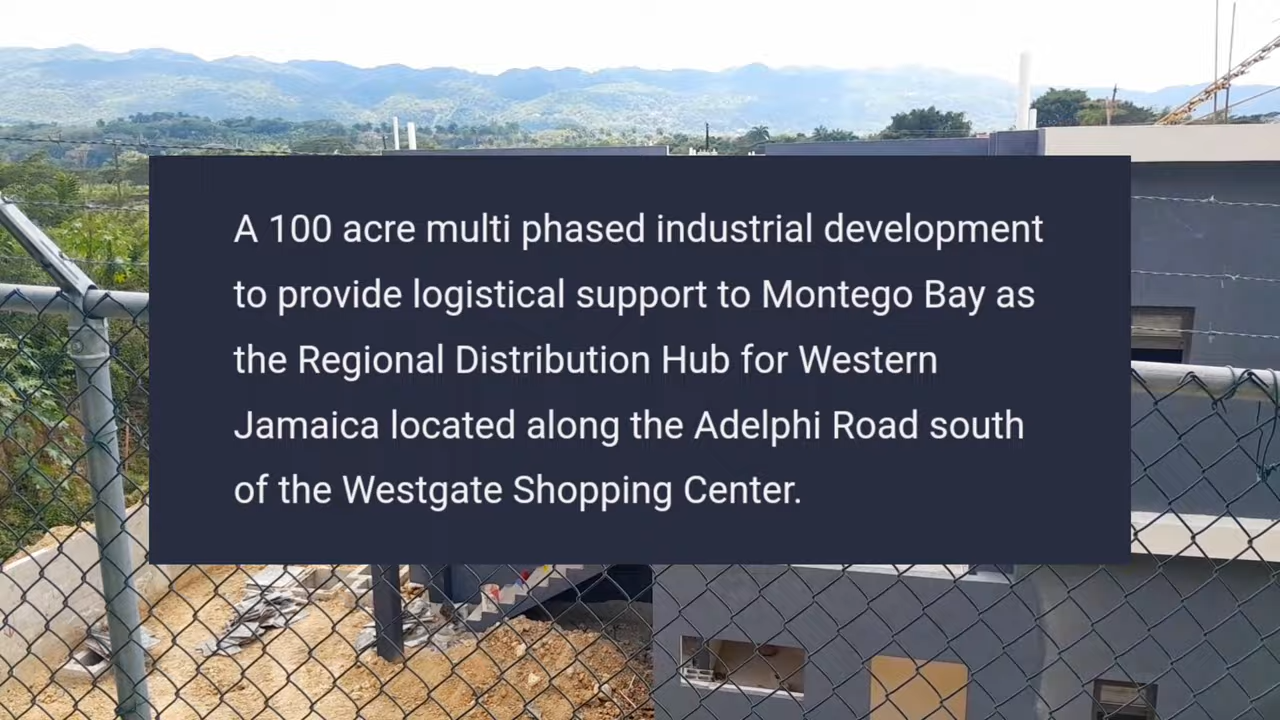 A 100 acre multi phased industrial development
to provide logistical support to Montego Bay as
the Regional Distribution Hub for Western
Jamaica located along the Adelphi Road south
of the Westgate Shopping Center.